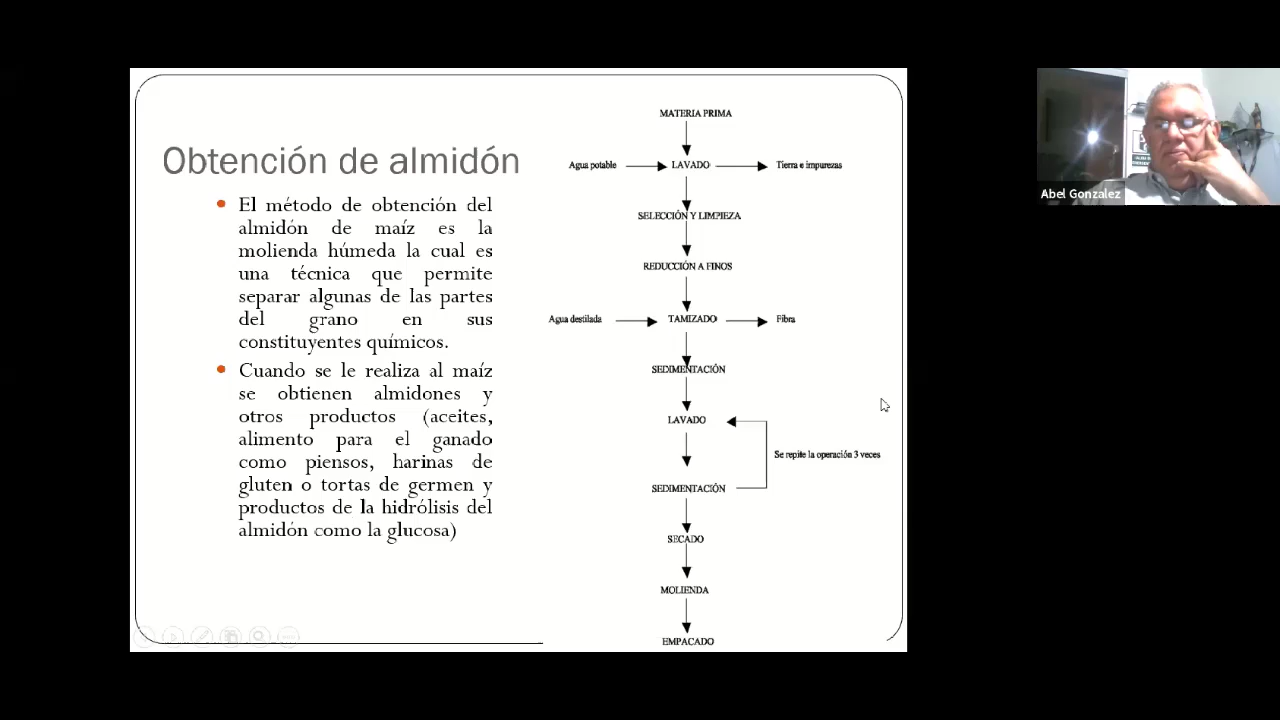 Obtención de almidón
El método de obtención del
almidón de maíz es la
molienda húmeda la cual es
una técnica que permite
separar algunas de las partes
del grano en sus
constituyentes químicos.
Cuando se le realiza al maíz
se obtienen almidones y
otros productos (aceites,
alimento para el ganado
como piensos, harinas de
gluten o tortas de germen y
productos de la hidrólisis del
almidón como la glucosa)
MATERIA PRIMA
Agua potable LAVADO Tierra e impurezas
SELECCIÓN Y LIMPIEZA
REDUCCIÓN A FINOS
Agua destilada TAMIZADO Fibra
SEDIMENTACIÓN
LAVADO
Se repite la operación 3 veces
SEDIMENTACIÓN
SECADO
MOLIENDA
EMPACADO
Abel Gonzalez